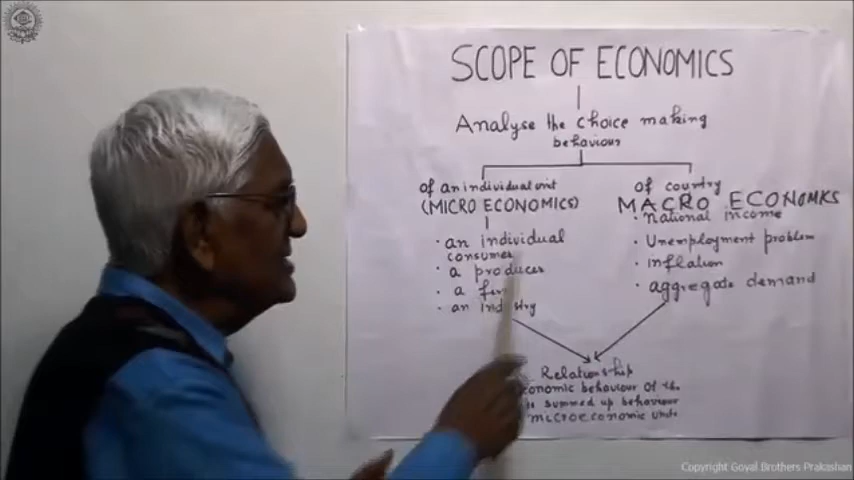 SCOPE OF ECONOMICS
Analyse the choice making
behaviour
of an individual unit
(MICRO ECONOMICS)
· an individual
consumer
· a producer
· a
· an industry
of country
MACRO ECONOMICS
· National income
· Unemployment problem
· inflation
· aggregate demand
Relationship
economic behaviour of the
summed up behaviour
microeconomic units
Copyright Goyal Brothers Prakashan